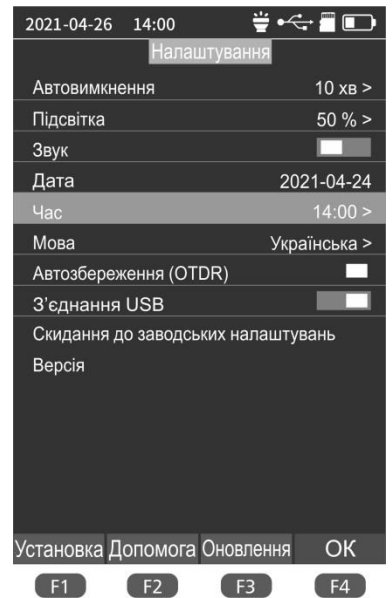 2021-04-26 14:00
Налаштування
Автовимкнення 10 хв >
Підсвітка 50 % >
Звук
Дата 2021-04-24
Час 14:00 >
Мова Українська >
Автозбереження (OTDR)
З’єднання USB
Скидання до заводських налаштувань
Версія
Установка Допомога Оновлення ОК
F1 F2 F3 F4